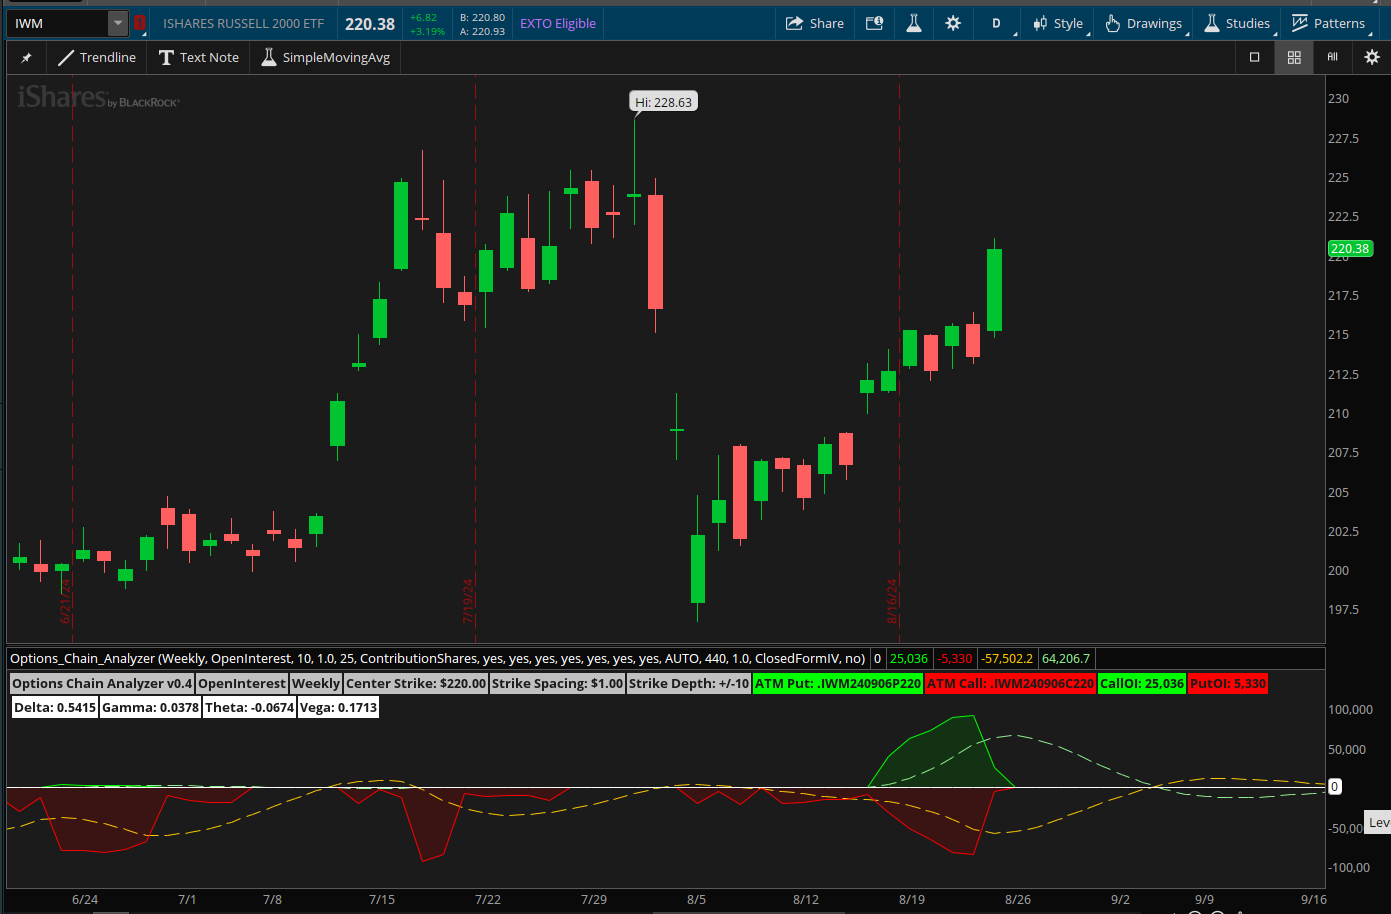 IWM
ISHARES RUSSELL 2000 ETF
220.38
+6.82
+3.19%
B: 220.80
A: 220.93
EXTO Eligible
Share
D
Style
Drawings
Studies
Patterns
Trendline
Text Note
SimpleMovingAvg
All
iShares by BLACKROCK
Hi: 228.63
230
227.5
225
222.5
220.38
220
217.5
215
212.5
210
207.5
205
202.5
200
197.5
6/21/24
7/19/24
8/16/24
Options_Chain_Analyzer (Weekly, OpenInterest, 10, 1.0, 25, ContributionShares, yes, yes, yes, yes, yes, yes, yes, AUTO, 440, 1.0, ClosedFormIV, no) 0 25,036 -5,330 -57,502.2 64,206.7
Options Chain Analyzer v0.4 OpenInterest Weekly Center Strike: $220.00 Strike Spacing: $1.00 Strike Depth: +/-10 ATM Put: .IWM240906P220 ATM Call: .IWM240906C220 CallOI: 25,036 PutOI: 5,330
Delta: 0.5415 Gamma: 0.0378 Theta: -0.0674 Vega: 0.1713
100,000
50,000
0
-50,00
Lev
-100,00
6/24 7/1 7/8 7/15 7/22 7/29 8/5 8/12 8/19 8/26 9/2 9/9 9/16